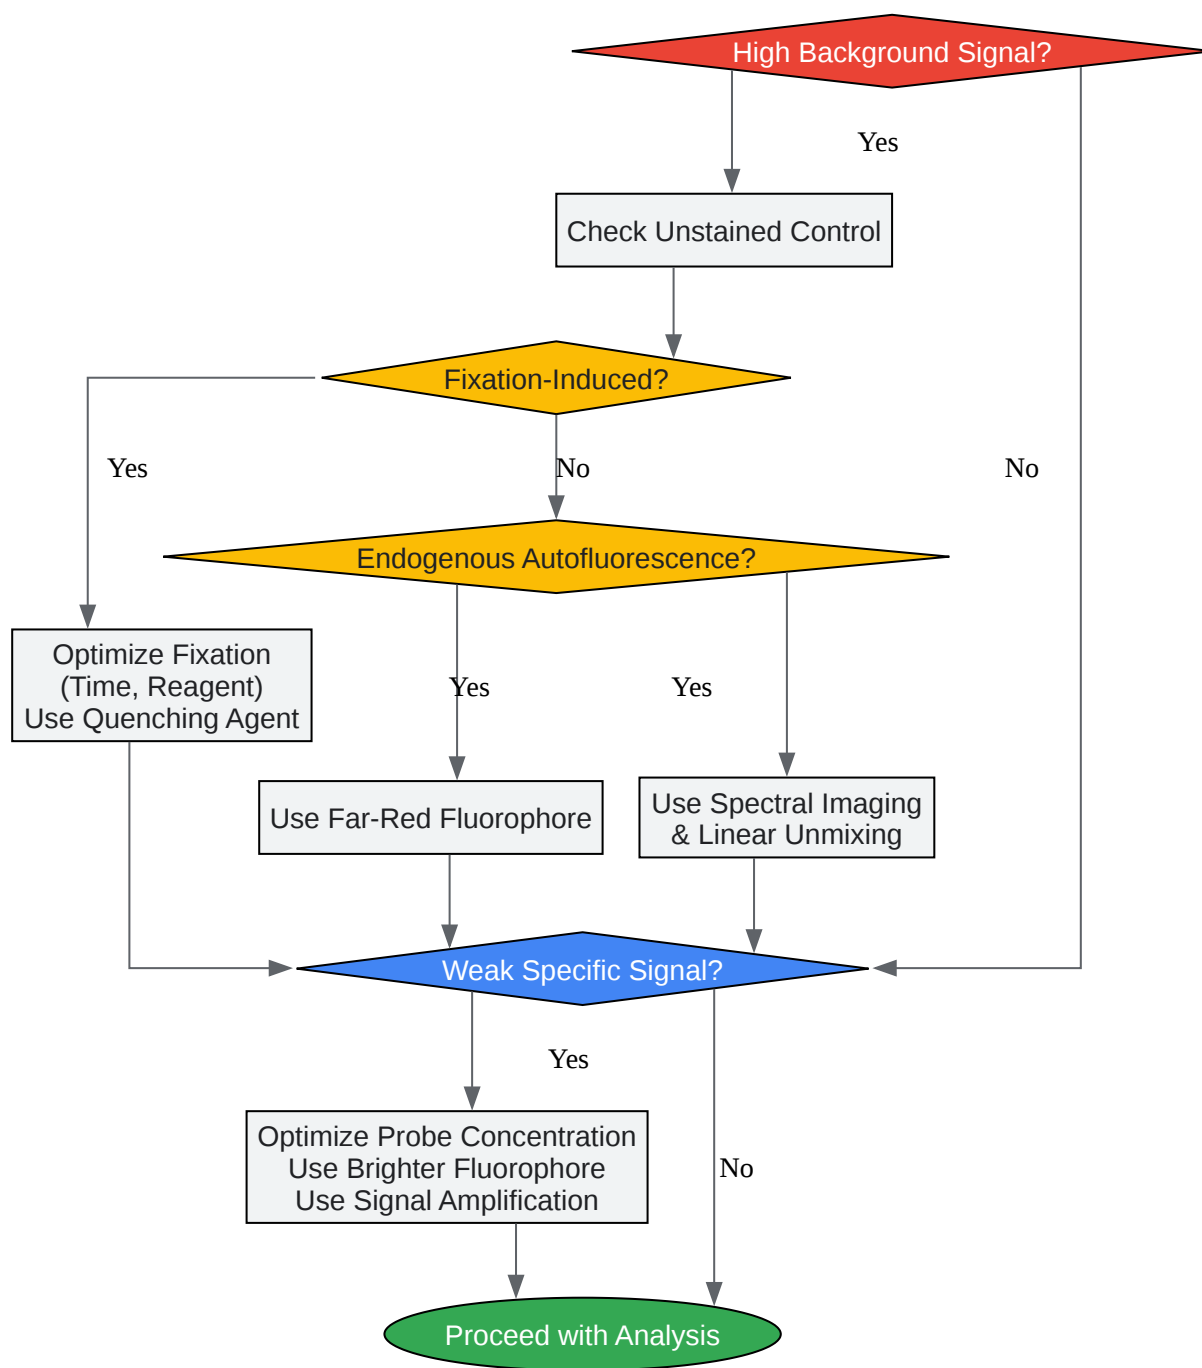 High Background Signal?
Yes
Check Unstained Control
Fixation-Induced?
Yes
No
No
Endogenous Autofluorescence?
Optimize Fixation
(Time, Reagent)
Use Quenching Agent
Yes
Yes
Use Far-Red Fluorophore
Use Spectral Imaging
& Linear Unmixing
Weak Specific Signal?
Yes
Optimize Probe Concentration
Use Brighter Fluorophore
Use Signal Amplification
No
Proceed with Analysis